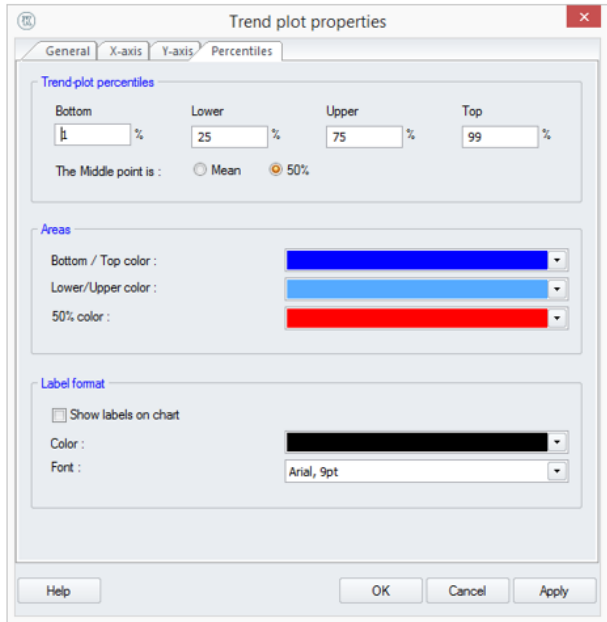 Trend plot properties
General X-axis Y-axis Percentiles
Trend-plot percentiles
Bottom Lower Upper Top
1 % 25 % 75 % 99 %
The Middle point is : Mean 50%
Areas
Bottom / Top color :
Lower/Upper color :
50% color :
Label format
Show labels on chart
Color :
Font : Arial, 9pt
Help OK Cancel Apply